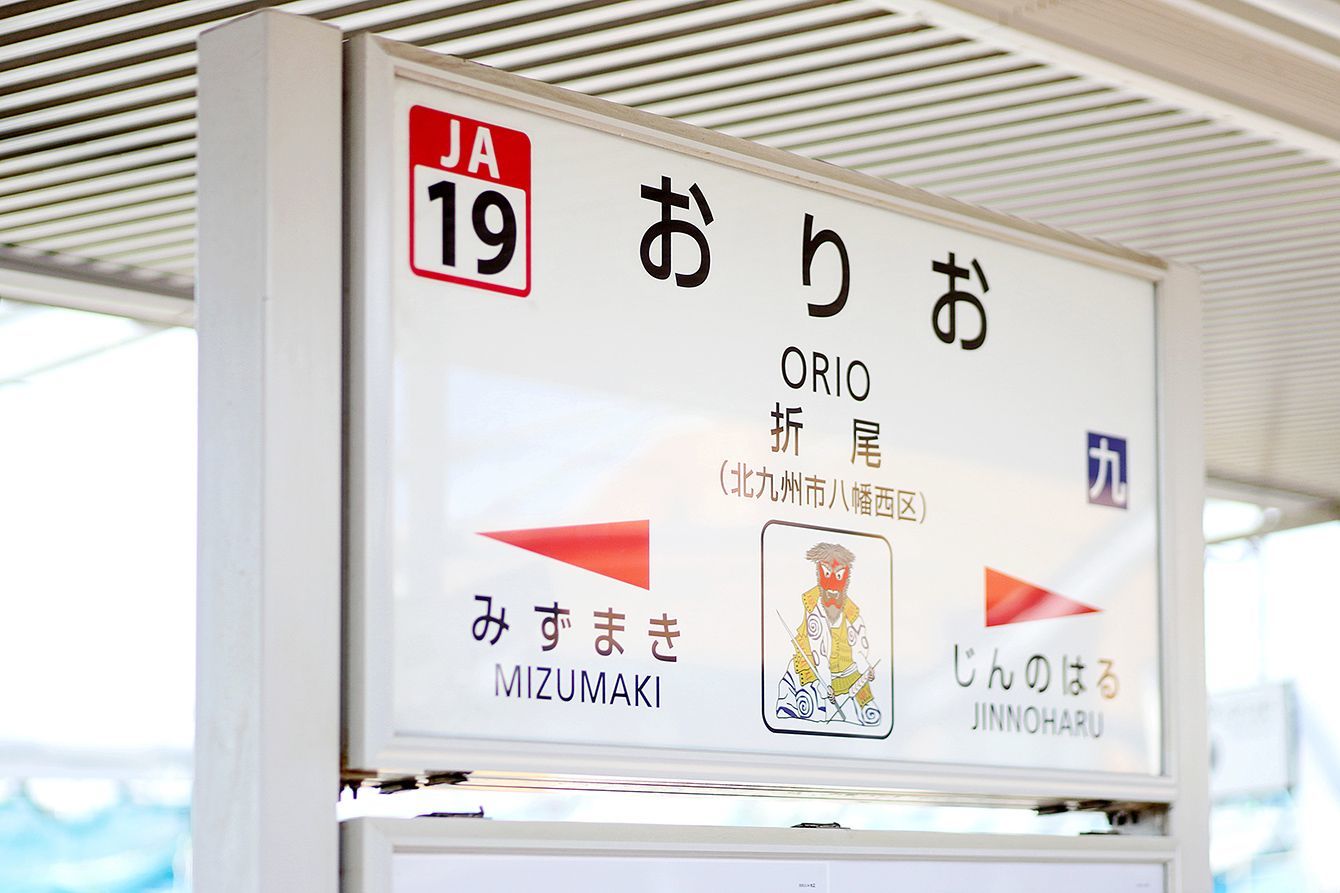 JA
19
おりお
ORIO
折尾
(北九州市八幡西区)
九
みずまき
MIZUMAKI
じんのはる
JINNOHARU